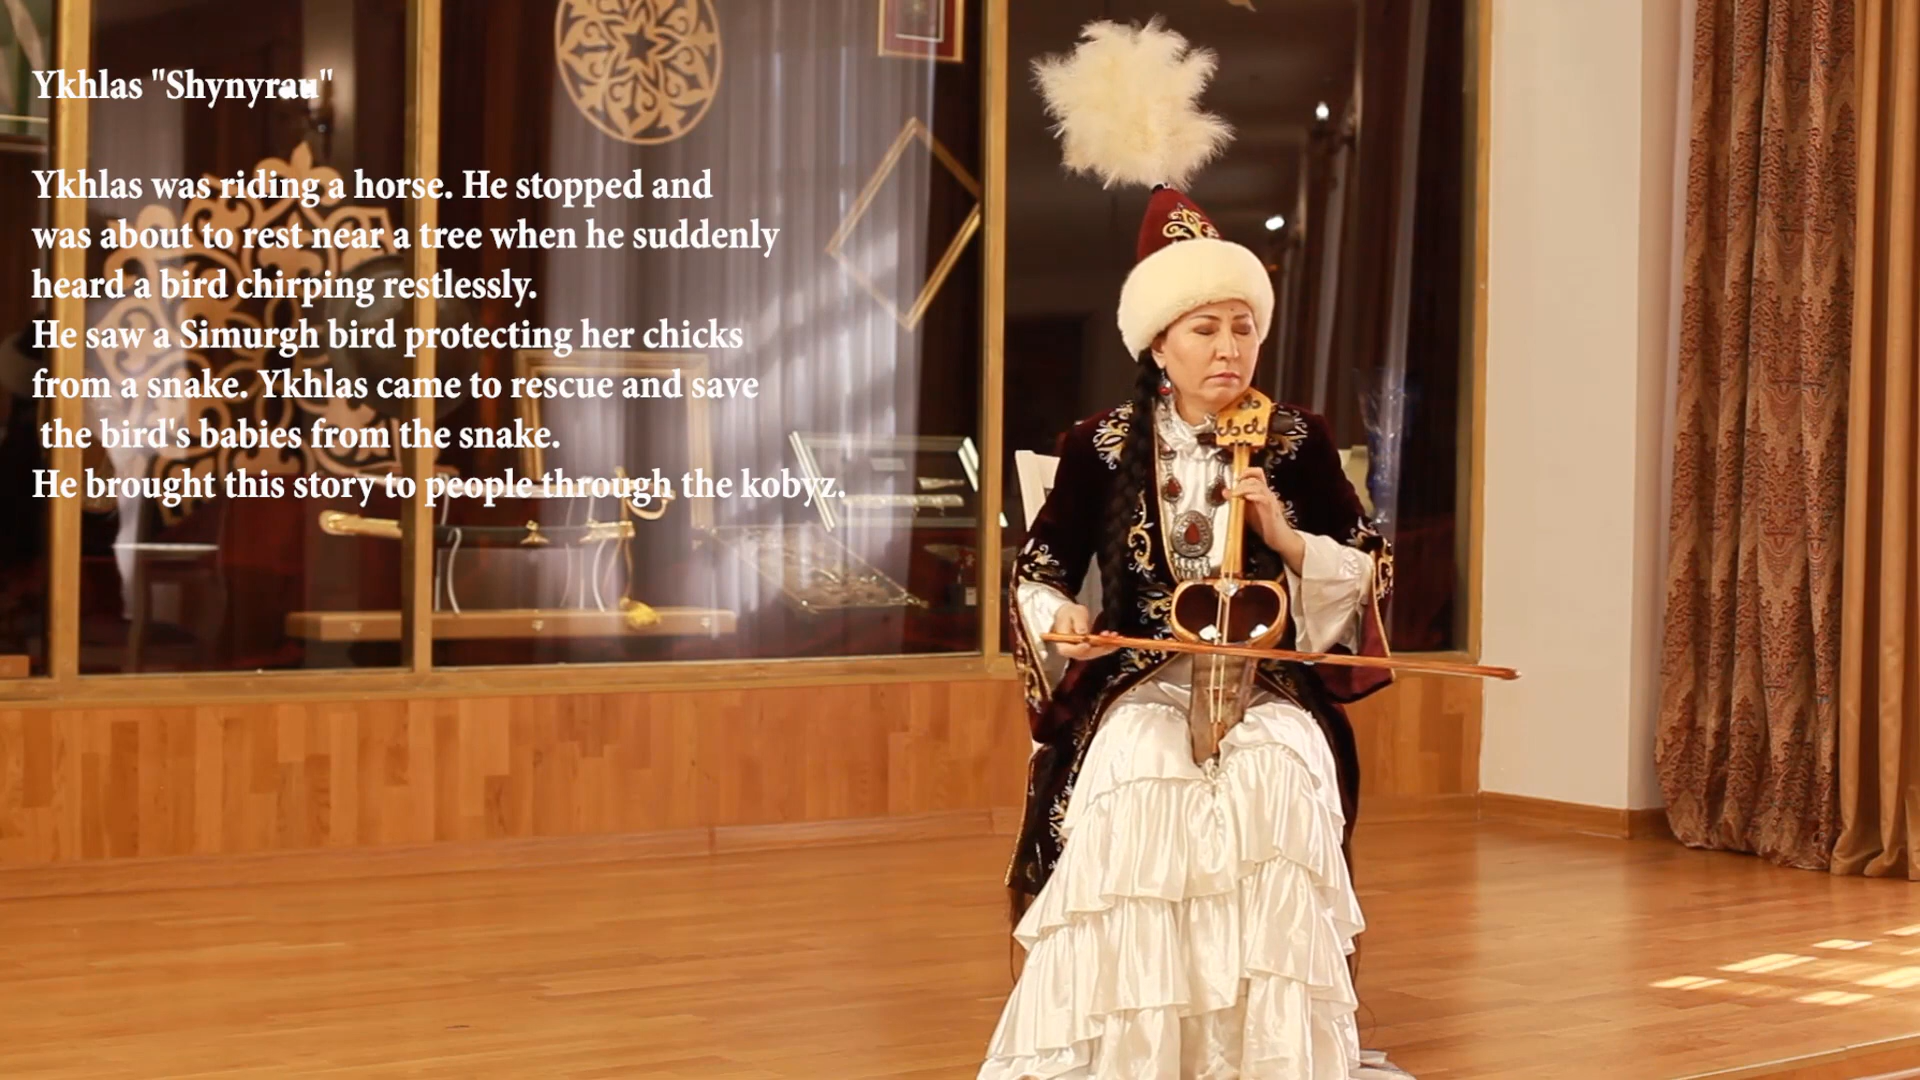 Ykhlas "Shynyrau"
Ykhlas was riding a horse. He stopped and
was about to rest near a tree when he suddenly
heard a bird chirping restlessly.
He saw a Simurgh bird protecting her chicks
from a snake. Ykhlas came to rescue and save
the bird's babies from the snake.
He brought this story to people through the kobyz.